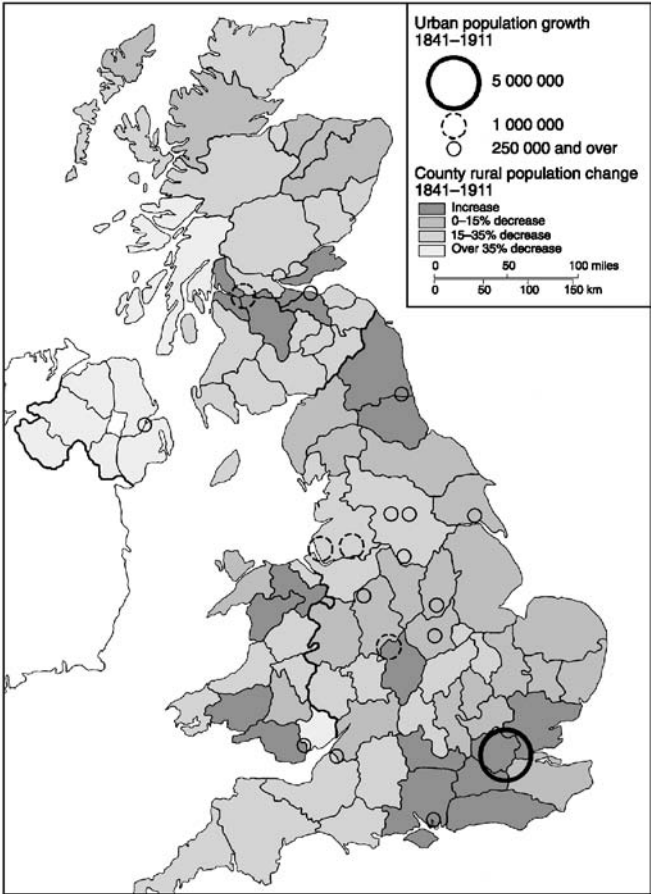 Urban population growth
1841–1911
5 000 000
1 000 000
250 000 and over
County rural population change
1841–1911
Increase
0–15% decrease
15–35% decrease
Over 35% decrease
0 50 100 miles
0 50 100 150 km